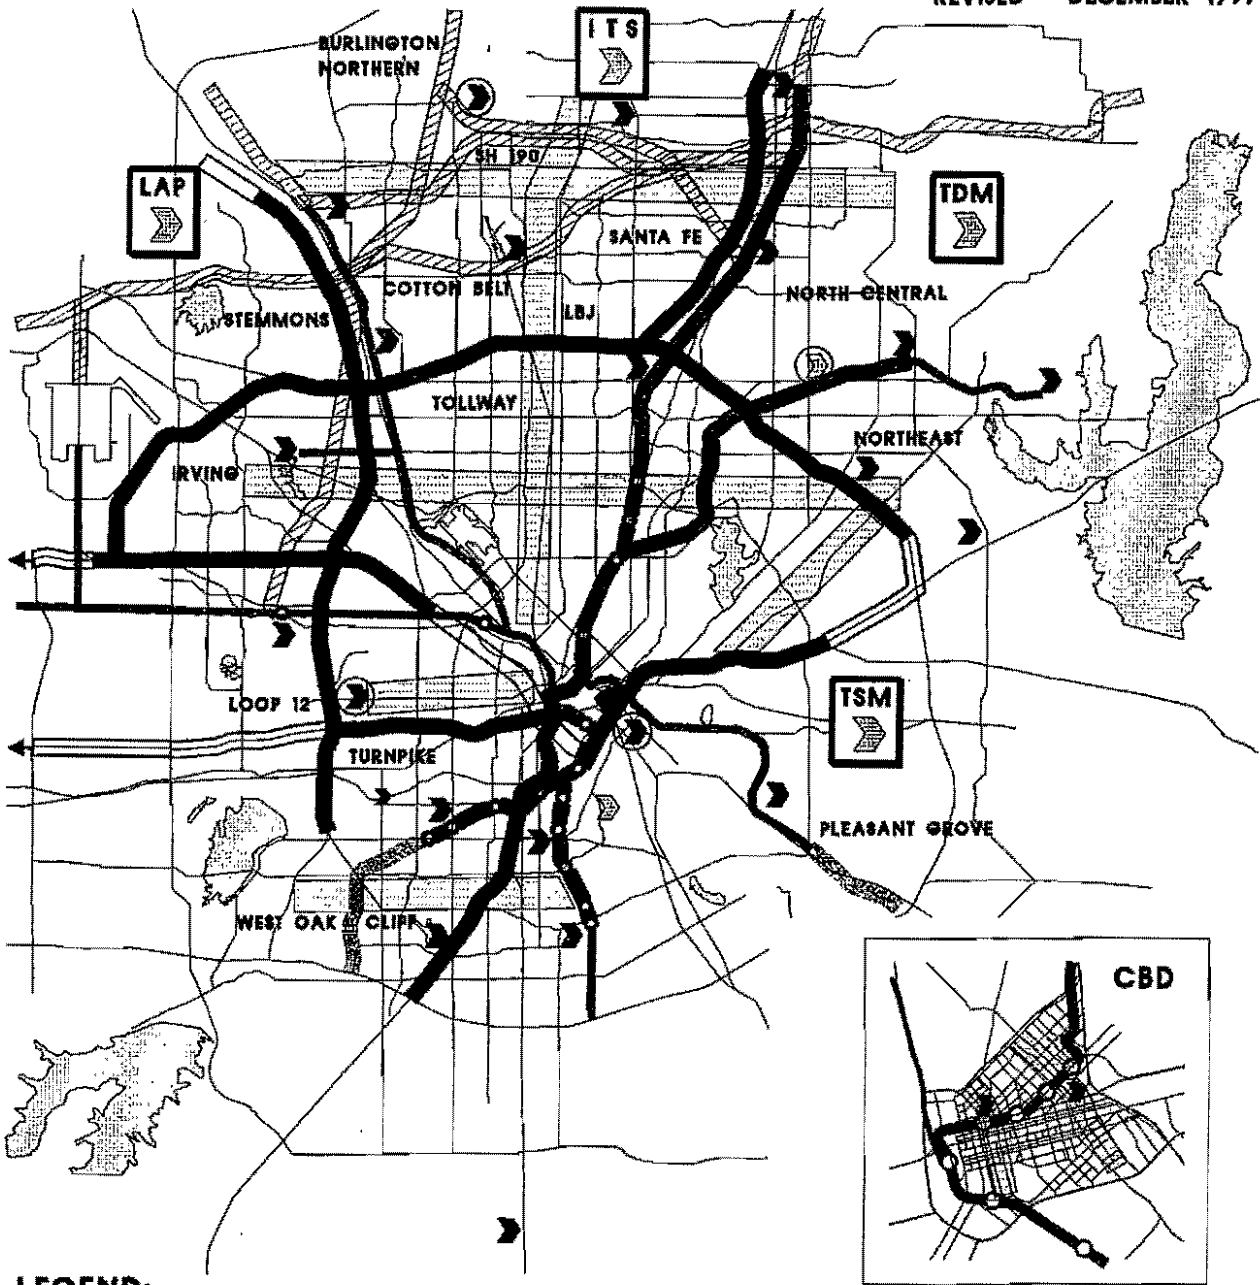 REVISED DECEMBER 1997
BURLINGTON
NORTHERN
ITS
SH 190
LAP
TDM
SANTA FE
COTTON BELT
NORTH CENTRAL
LBJ
STEMMONS
TOLLWAY
NORTHEAST
IRVING
LOOP 12
TSM
TURNPIKE
PLEASANT GROVE
WEST OAK CLIFF
CBD
LEGEND: